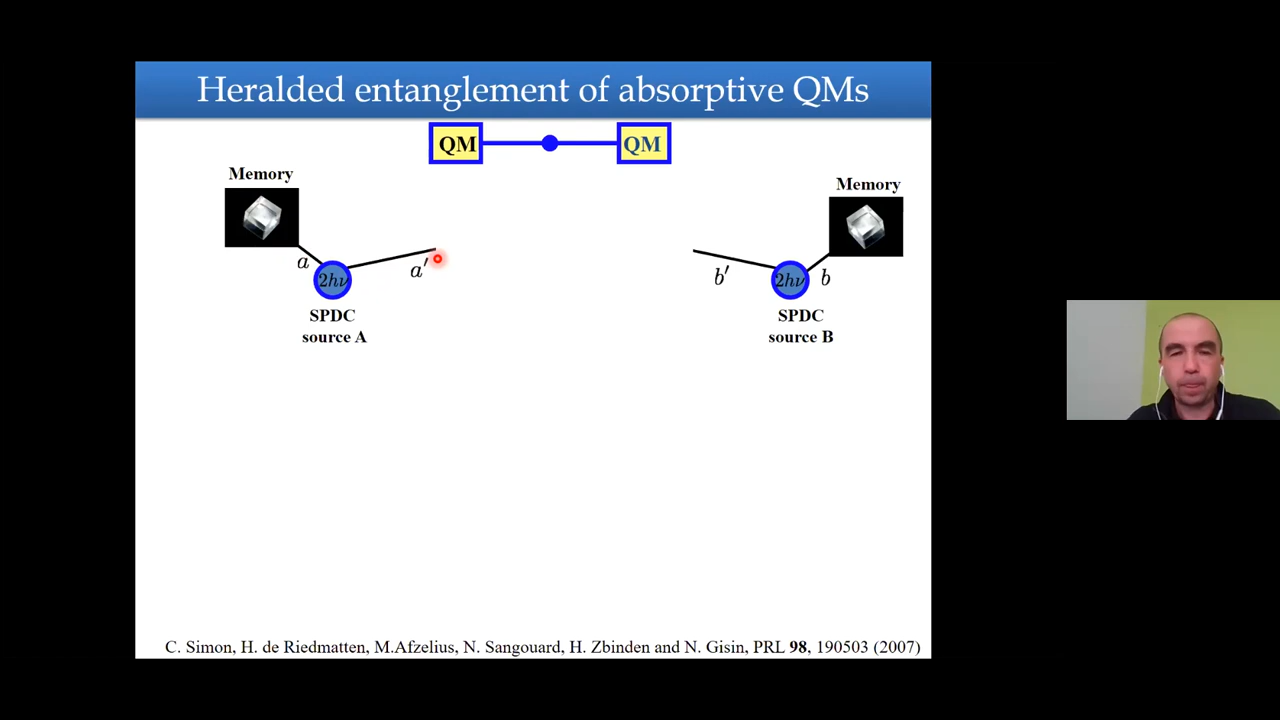 Heralded entanglement of absorptive QMs
QM QM
Memory
Memory
a
a′
b′
b
2hν
2hν
SPDC
source A
SPDC
source B
C. Simon, H. de Riedmatten, M.Afzelius, N. Sangouard, H. Zbinden and N. Gisin, PRL 98, 190503 (2007)